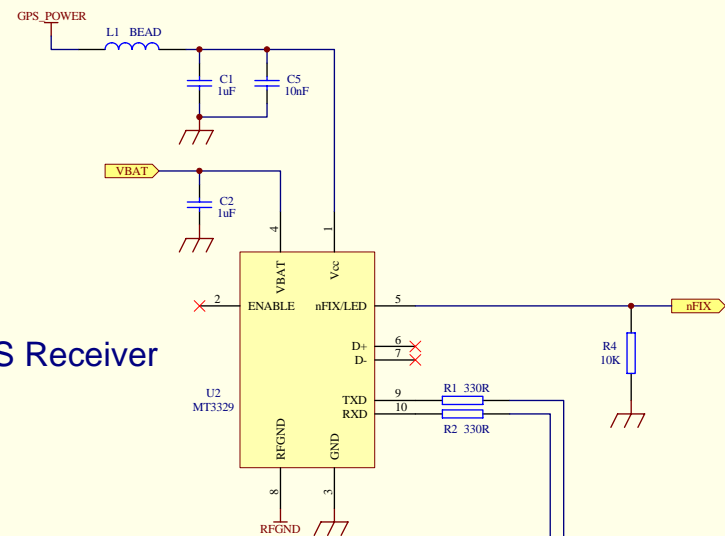 GPS_POWER
L1 BEAD
C1
1uF
C5
10nF
VBAT
C2
1uF
4
1
VBAT
Vcc
2
ENABLE
nFIX/LED
5
nFIX
D+
6
D-
7
R4
10K
S Receiver
U2
MT3329
TXD
9
R1 330R
RXD
10
R2 330R
RFGND
GND
8
3
RFGND